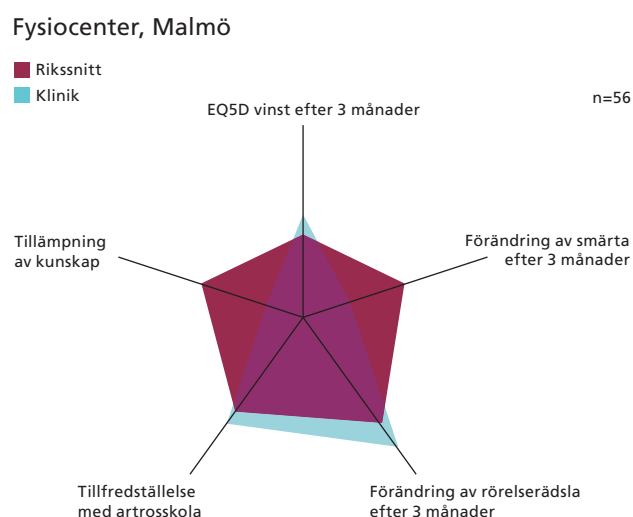 Fysiocenter, Malmö
Rikssnitt
Klinik
n=56
EQ5D vinst efter 3 månader
Tillämpning
av kunskap
Förändring av smärta
efter 3 månader
Tillfredställelse
med artrosskola
Förändring av rörelserädsla
efter 3 månader